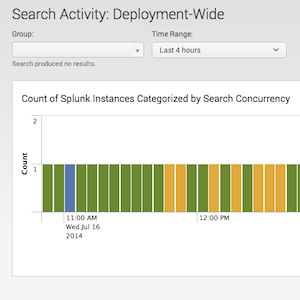 Search Activity: Deployment-Wide
Group:
Time Range:
Last 4 hours
Search produced no results.
Count of Splunk Instances Categorized by Search Concurrency
2
1
Count
11:00 AM
Wed Jul 16
2014
12:00 PM